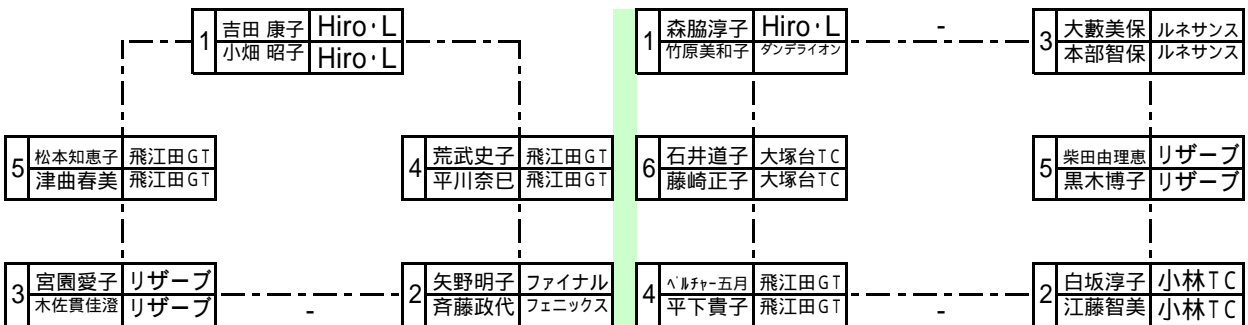 1 吉田 康子 Hiro・L
小畑 昭子 Hiro・L
5 松本知恵子 飛江田GT
津曲春美 飛江田GT
4 荒武史子 飛江田GT
平川奈巳 飛江田GT
3 宮園愛子 リザーブ
木佐貫佳澄 リザーブ
-
2 矢野明子 ファイナル
斉藤政代 フェニックス
1 森脇淳子 Hiro・L
竹原美和子 ダンデライオン
-
3 大藪美保 ルネサンス
本部智保 ルネサンス
6 石井道子 大塚台TC
藤崎正子 大塚台TC
5 柴田由理恵 リザーブ
黒木博子 リザーブ
4 ベルチャー五月 飛江田GT
平下貴子 飛江田GT
-
2 白坂淳子 小林TC
江藤智美 小林TC